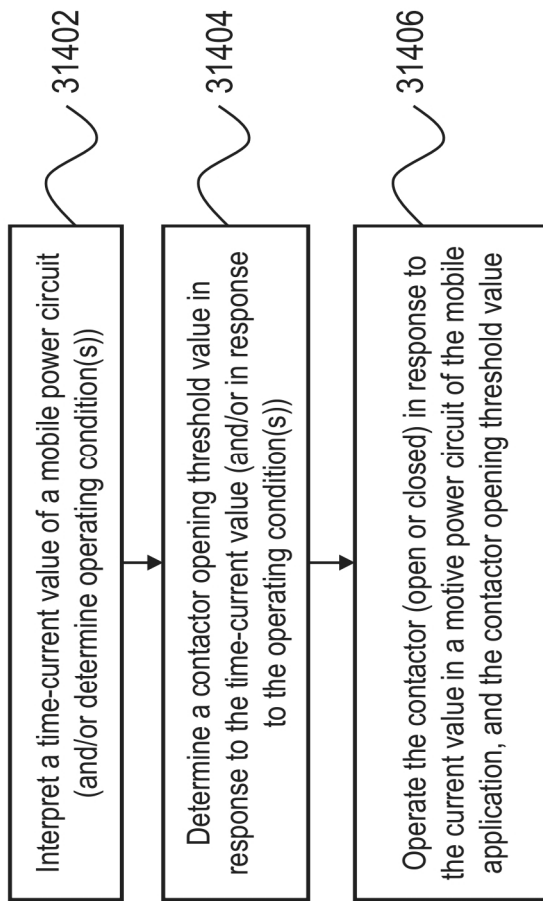 Interpret a time-current value of a mobile power circuit
(and/or determine operating condition(s))
31402
Determine a contactor opening threshold value in
response to the time-current value (and/or in response
to the operating condition(s))
31404
Operate the contactor (open or closed) in response to
the current value in a motive power circuit of the mobile
application, and the contactor opening threshold value
31406